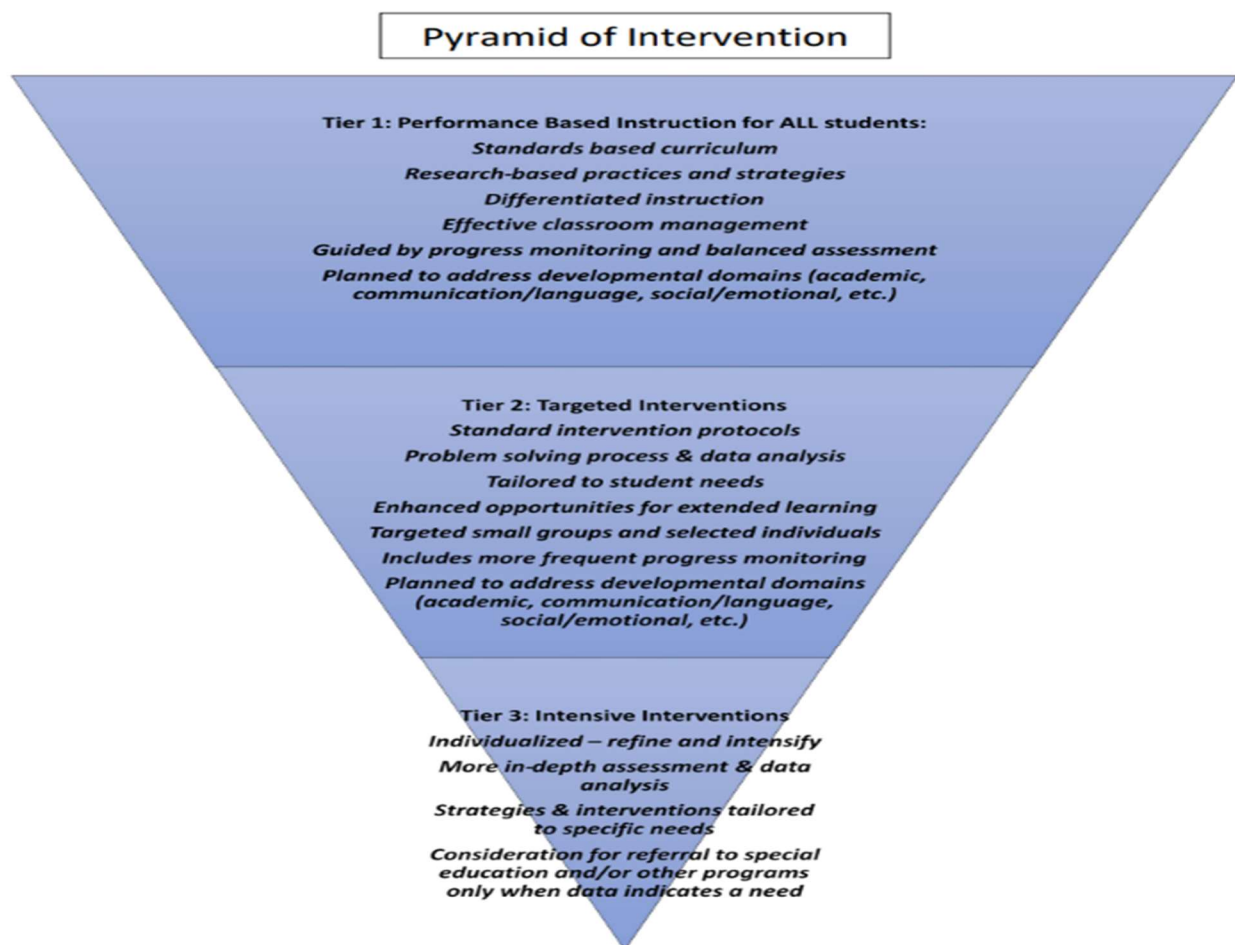 Pyramid of Intervention
Tier 1: Performance Based Instruction for ALL students:
Standards based curriculum
Research-based practices and strategies
Differentiated instruction
Effective classroom management
Guided by progress monitoring and balanced assessment
Planned to address developmental domains (academic,
communication/language, social/emotional, etc.)
Tier 2: Targeted Interventions
Standard intervention protocols
Problem solving process & data analysis
Tailored to student needs
Enhanced opportunities for extended learning
Targeted small groups and selected individuals
Includes more frequent progress monitoring
Planned to address developmental domains
(academic, communication/language,
social/emotional, etc.)
Tier 3: Intensive Interventions
Individualized – refine and intensify
More in-depth assessment & data
analysis
Strategies & interventions tailored
to specific needs
Consideration for referral to special
education and/or other programs
only when data indicates a need